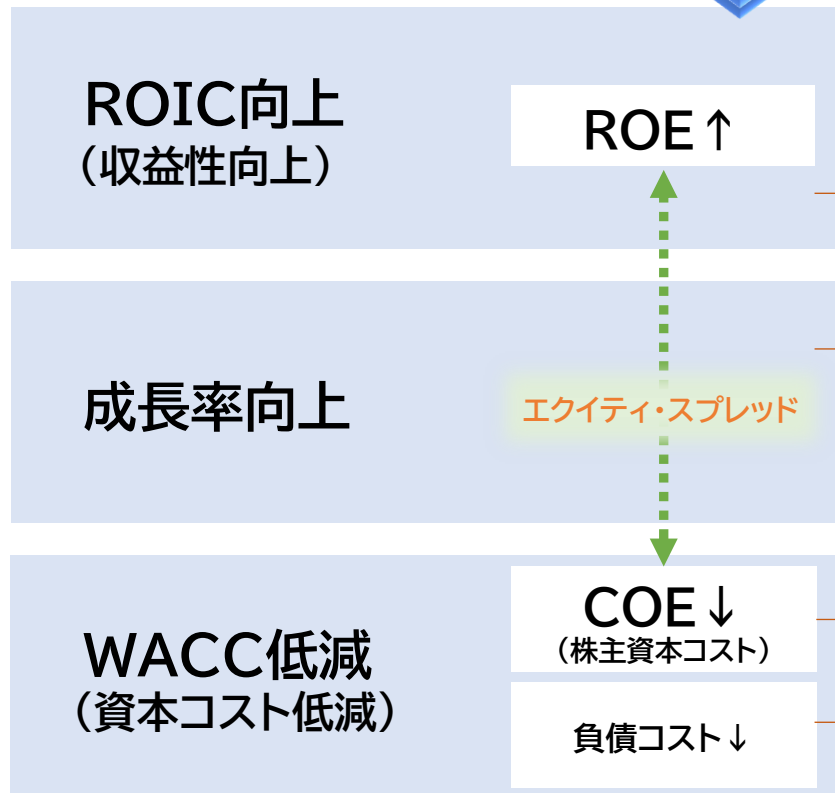 ROIC向上
（収益性向上）
ROE↑
成長率向上
エクイティ・スプレッド
WACC低減
（資本コスト低減）
COE↓
（株主資本コスト）
負債コスト↓